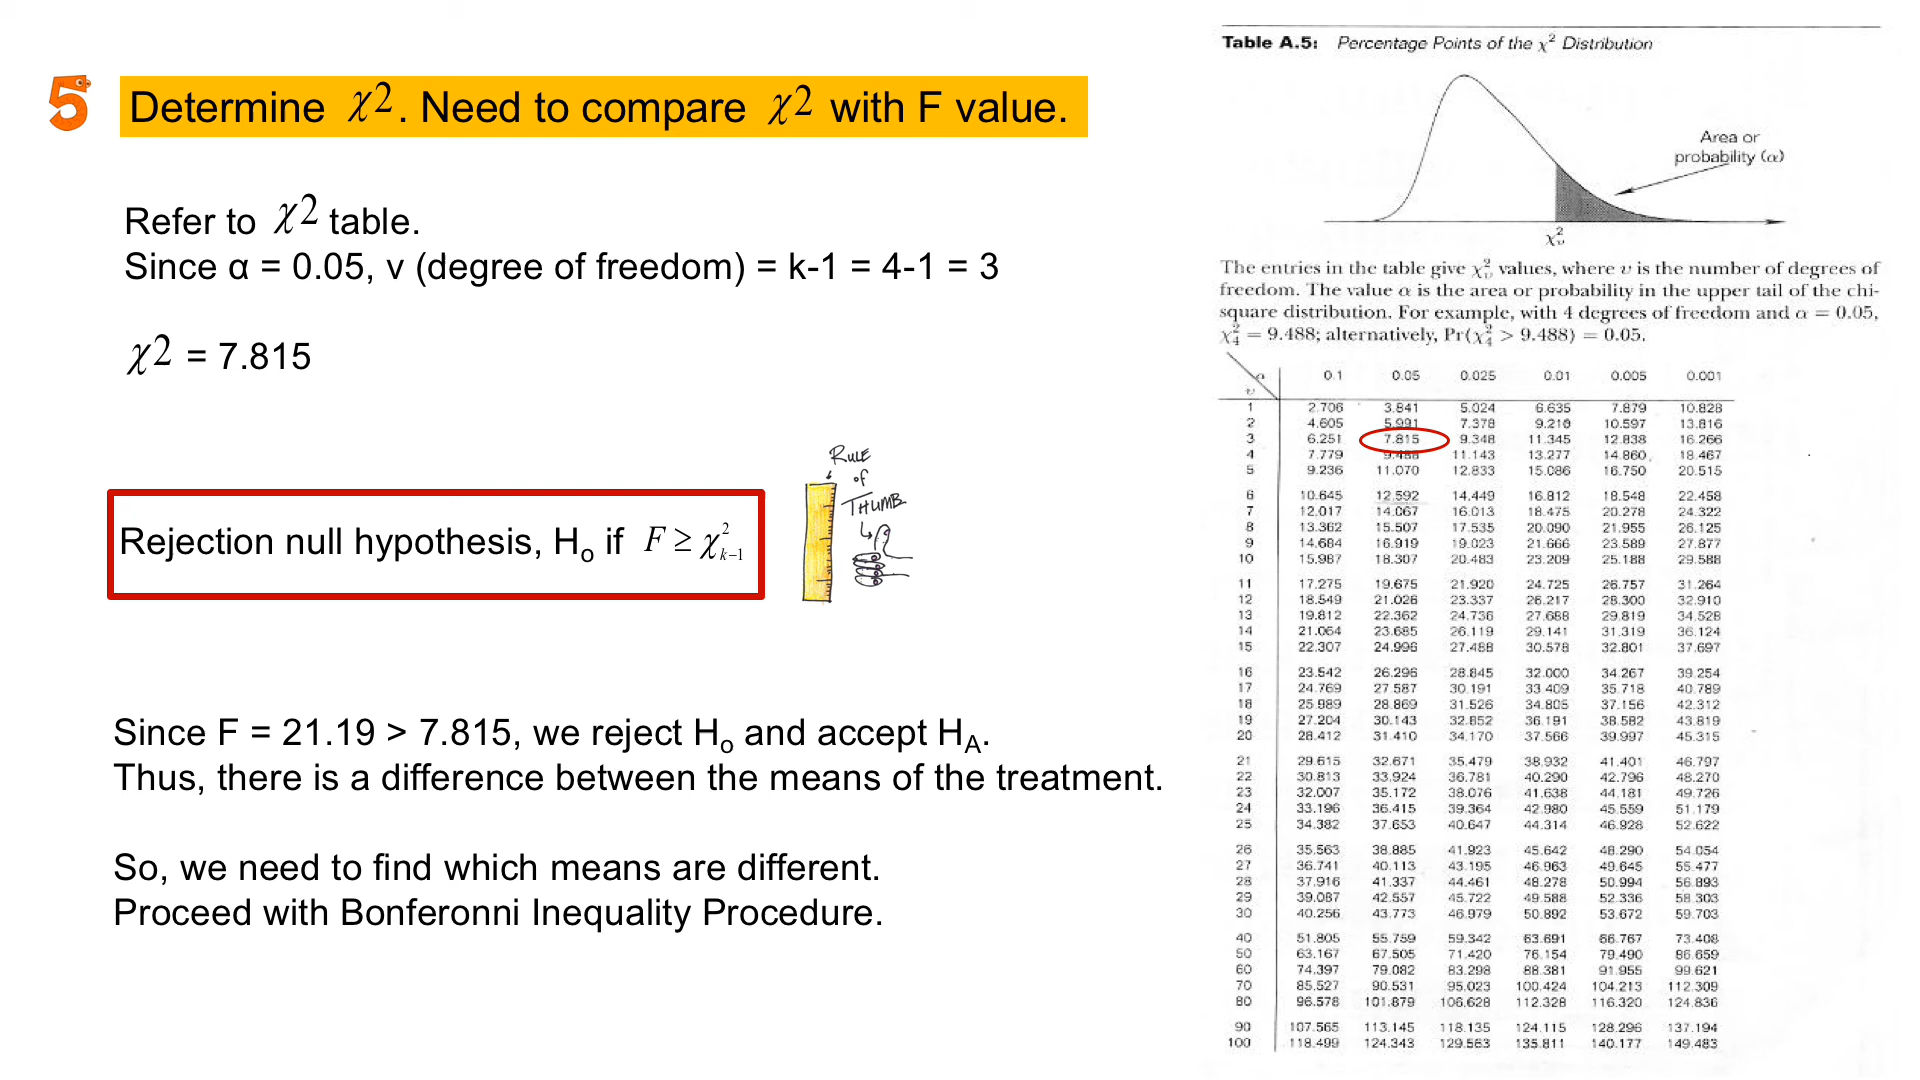 5
Determine χ2. Need to compare χ2 with F value.
Refer to χ2 table.
Since α = 0.05, v (degree of freedom) = k-1 = 4-1 = 3
χ2 = 7.815
Rejection null hypothesis, Hₒ if F ≥ χ²ₖ₋₁
RULE
of
THUMB
Since F = 21.19 > 7.815, we reject Hₒ and accept H_A.
Thus, there is a difference between the means of the treatment.
So, we need to find which means are different.
Proceed with Bonferonni Inequality Procedure.
Table A.5: Percentage Points of the χ² Distribution
Area or
probability (α)
χ²ᵥ
The entries in the table give χ²ᵥ values, where υ is the number of degrees of
freedom. The value α is the area or probability in the upper tail of the chi-
square distribution. For example, with 4 degrees of freedom and α = 0.05,
χ²₄ = 9.488; alternatively, Pr(χ²₄ > 9.488) = 0.05.
α 0.1 0.05 0.025 0.01 0.005 0.001
υ
1 2.706 3.841 5.024 6.635 7.879 10.828
2 4.605 5.991 7.378 9.210 10.597 13.816
3 6.251 7.815 9.348 11.345 12.838 16.266
4 7.779 9.488 11.143 13.277 14.860 18.467
5 9.236 11.070 12.833 15.086 16.750 20.515
6 10.645 12.592 14.449 16.812 18.548 22.458
7 12.017 14.067 16.013 18.475 20.278 24.322
8 13.362 15.507 17.535 20.090 21.955 26.125
9 14.684 16.919 19.023 21.666 23.589 27.877
10 15.987 18.307 20.483 23.209 25.188 29.588
11 17.275 19.675 21.920 24.725 26.757 31.264
12 18.549 21.026 23.337 26.217 28.300 32.910
13 19.812 22.362 24.736 27.688 29.819 34.528
14 21.064 23.685 26.119 29.141 31.319 36.124
15 22.307 24.996 27.488 30.578 32.801 37.697
16 23.542 26.296 28.845 32.000 34.267 39.254
17 24.769 27.587 30.191 33.409 35.718 40.789
18 25.989 28.869 31.526 34.805 37.156 42.312
19 27.204 30.143 32.852 36.191 38.582 43.819
20 28.412 31.410 34.170 37.566 39.997 45.315
21 29.615 32.671 35.479 38.932 41.401 46.797
22 30.813 33.924 36.781 40.290 42.796 48.270
23 32.007 35.172 38.076 41.638 44.181 49.726
24 33.196 36.415 39.364 42.980 45.559 51.179
25 34.382 37.653 40.647 44.314 46.928 52.622
26 35.563 38.885 41.923 45.642 48.290 54.054
27 36.741 40.113 43.195 46.963 49.645 55.477
28 37.916 41.337 44.461 48.278 50.994 56.893
29 39.087 42.557 45.722 49.588 52.336 58.303
30 40.256 43.773 46.979 50.892 53.672 59.703
40 51.805 55.759 59.342 63.691 66.767 73.408
50 63.167 67.505 71.420 76.154 79.490 86.659
60 74.397 79.082 83.298 88.381 91.955 99.621
70 85.527 90.531 95.023 100.424 104.213 112.309
80 96.578 101.879 106.628 112.328 116.320 124.836
90 107.565 113.145 118.135 124.115 128.296 137.194
100 118.499 124.343 129.563 135.811 140.177 149.483